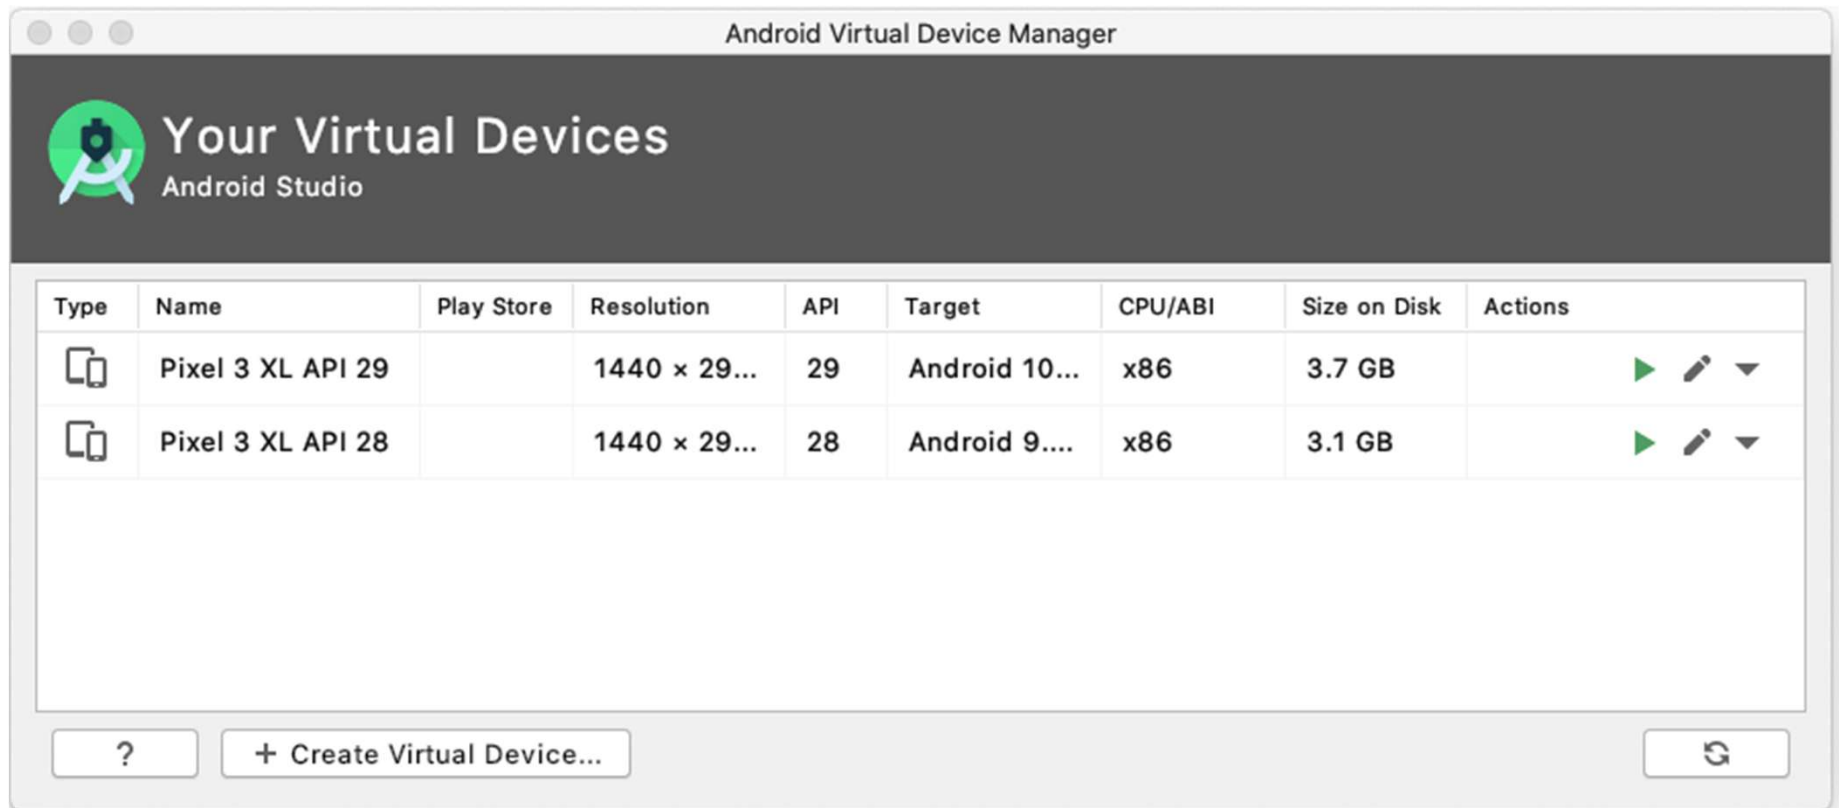 Android Virtual Device Manager
Your Virtual Devices
Android Studio
Type Name Play Store Resolution API Target CPU/ABI Size on Disk Actions
Pixel 3 XL API 29 1440 × 29... 29 Android 10... x86 3.7 GB
Pixel 3 XL API 28 1440 × 29... 28 Android 9.... x86 3.1 GB
? + Create Virtual Device...